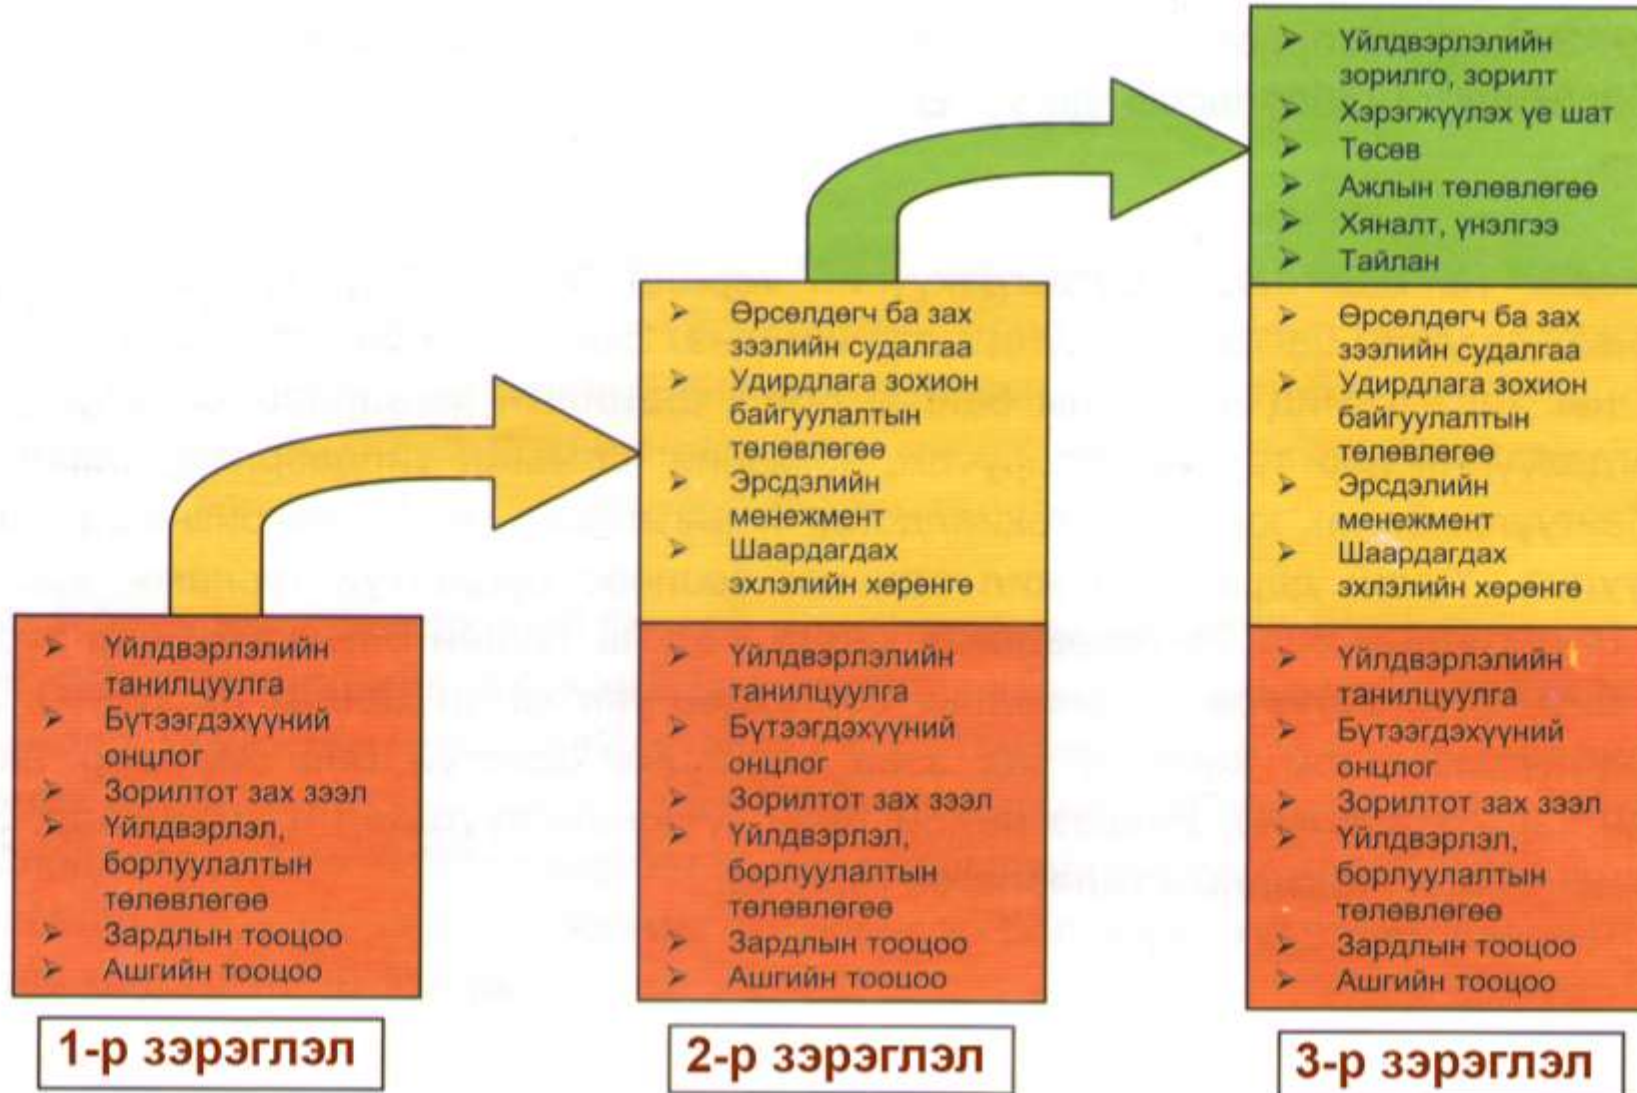 Үйлдвэрлэлийн
танилцуулга
Бүтээгдэхүүний
онцлог
Зорилтот зах зээл
Үйлдвэрлэл,
борлуулалтын
төлөвлөгөө
Зардлын тооцоо
Ашгийн тооцоо
1-р зэрэглэл
Өрсөлдөгч ба зах
зээлийн судалгаа
Удирдлага зохион
байгуулалтын
төлөвлөгөө
Эрсдэлийн
менежмент
Шаардагдах
эхлэлийн хөрөнгө
Үйлдвэрлэлийн
танилцуулга
Бүтээгдэхүүний
онцлог
Зорилтот зах зээл
Үйлдвэрлэл,
борлуулалтын
төлөвлөгөө
Зардлын тооцоо
Ашгийн тооцоо
2-р зэрэглэл
Үйлдвэрлэлийн
зорилго, зорилт
Хэрэгжүүлэх үе шат
Төсөв
Ажлын төлөвлөгөө
Хяналт, үнэлгээ
Тайлан
Өрсөлдөгч ба зах
зээлийн судалгаа
Удирдлага зохион
байгуулалтын
төлөвлөгөө
Эрсдэлийн
менежмент
Шаардагдах
эхлэлийн хөрөнгө
Үйлдвэрлэлийн
танилцуулга
Бүтээгдэхүүний
онцлог
Зорилтот зах зээл
Үйлдвэрлэл,
борлуулалтын
төлөвлөгөө
Зардлын тооцоо
Ашгийн тооцоо
3-р зэрэглэл